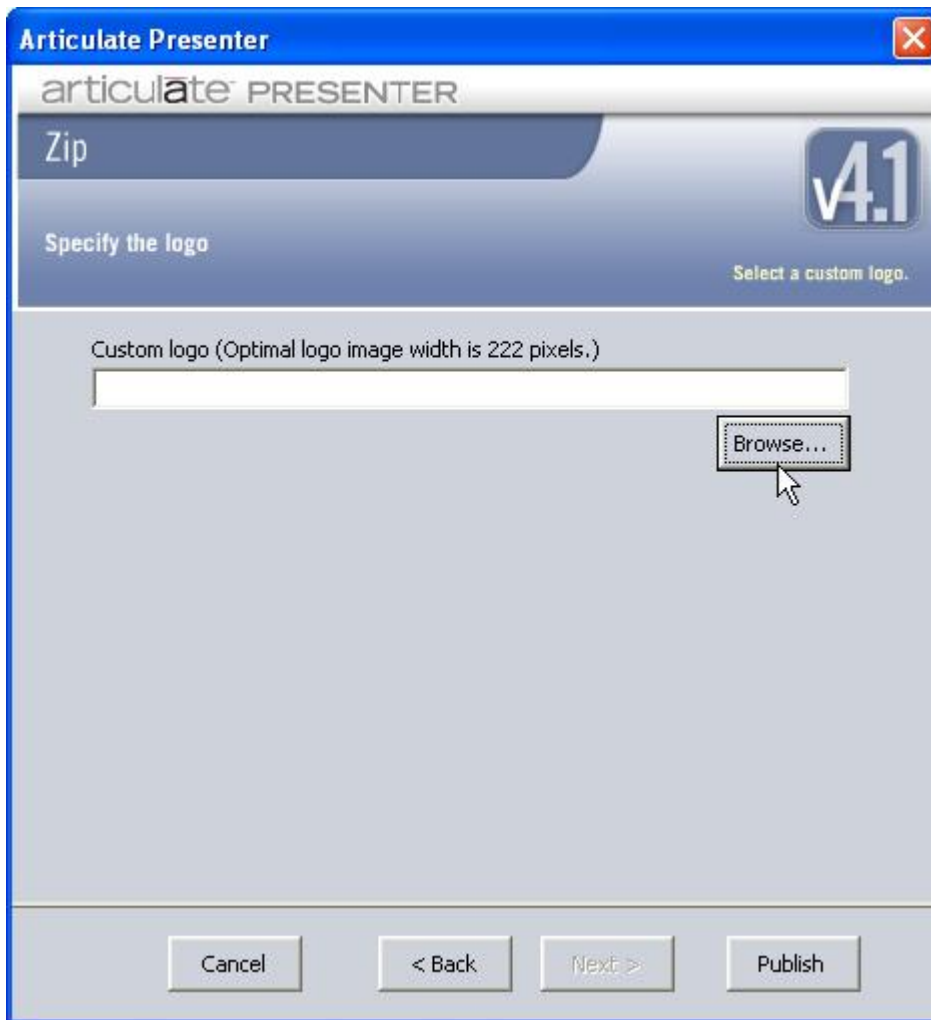 Articulate Presenter
articulate™ PRESENTER
Zip
v4.1
Specify the logo
Select a custom logo.
Custom logo (Optimal logo image width is 222 pixels.)
Browse...
Cancel
< Back
Next >
Publish